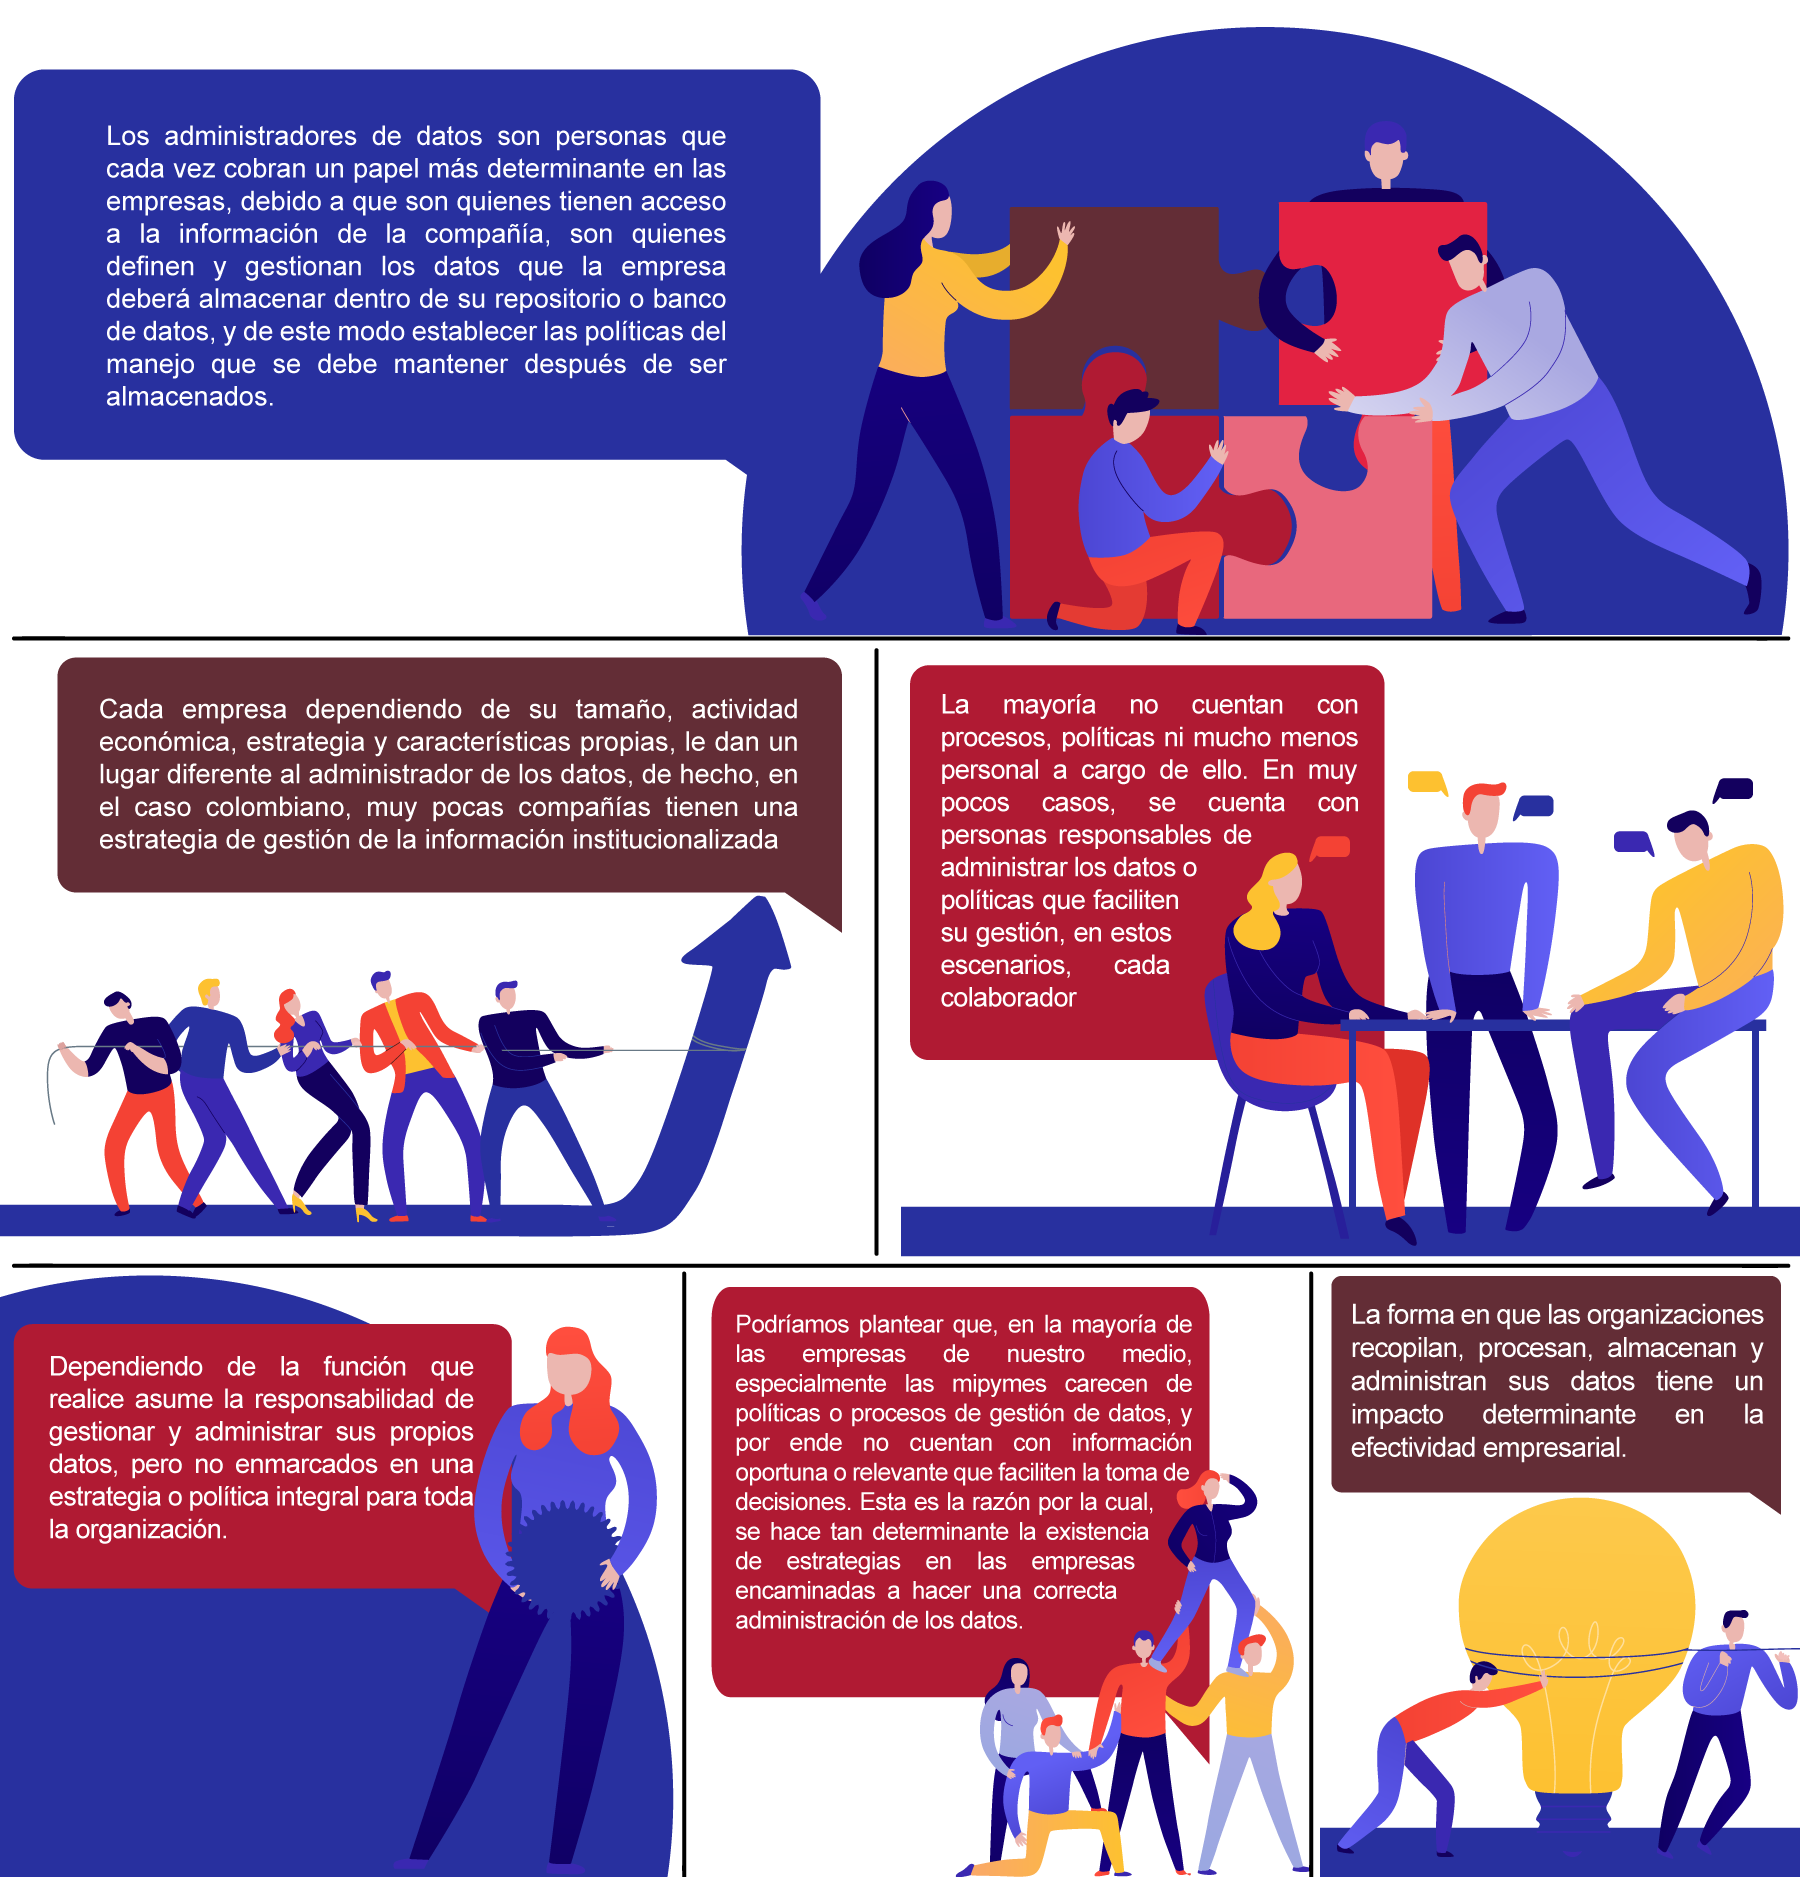 Los administradores de datos son personas que
cada vez cobran un papel más determinante en las
empresas, debido a que son quienes tienen acceso
a la información de la compañía, son quienes
definen y gestionan los datos que la empresa
deberá almacenar dentro de su repositorio o banco
de datos, y de este modo establecer las políticas del
manejo que se debe mantener después de ser
almacenados.
Cada empresa dependiendo de su tamaño, actividad
económica, estrategia y características propias, le dan un
lugar diferente al administrador de los datos, de hecho, en
el caso colombiano, muy pocas compañías tienen una
estrategia de gestión de la información institucionalizada
La mayoría no cuentan con
procesos, políticas ni mucho menos
personal a cargo de ello. En muy
pocos casos, se cuenta con
personas responsables de
administrar los datos o
políticas que faciliten
su gestión, en estos
escenarios, cada
colaborador
Dependiendo de la función que
realice asume la responsabilidad de
gestionar y administrar sus propios
datos, pero no enmarcados en una
estrategia o política integral para toda
la organización.
Podríamos plantear que, en la mayoría de
las empresas de nuestro medio,
especialmente las mipymes carecen de
políticas o procesos de gestión de datos, y
por ende no cuentan con información
oportuna o relevante que faciliten la toma de
decisiones. Esta es la razón por la cual,
se hace tan determinante la existencia
de estrategias en las empresas
encaminadas a hacer una correcta
administración de los datos.
La forma en que las organizaciones
recopilan, procesan, almacenan y
administran sus datos tiene un
impacto determinante en la
efectividad empresarial.